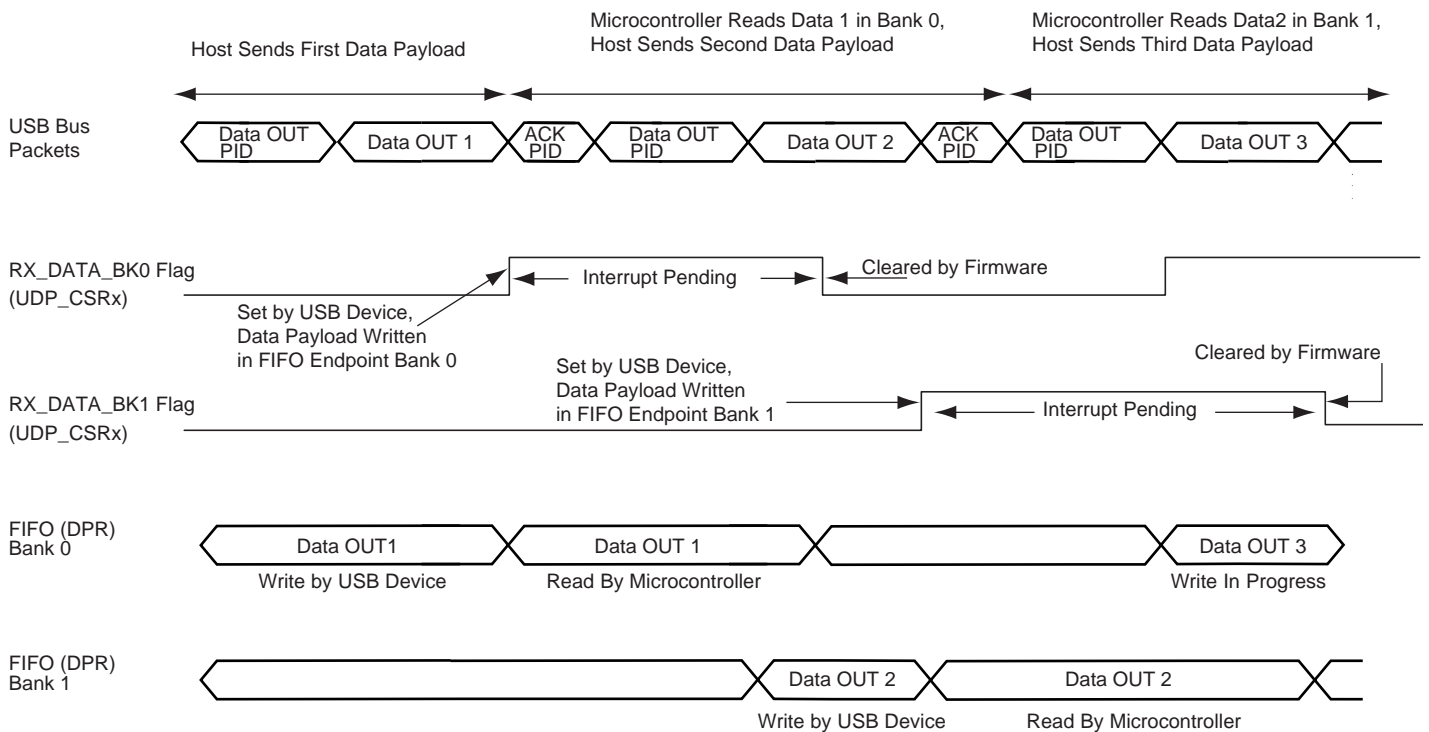 Host Sends First Data Payload
Microcontroller Reads Data 1 in Bank 0,
Host Sends Second Data Payload
Microcontroller Reads Data2 in Bank 1,
Host Sends Third Data Payload
USB Bus
Packets
Data OUT
PID
Data OUT 1
ACK
PID
Data OUT
PID
Data OUT 2
ACK
PID
Data OUT
PID
Data OUT 3
RX_DATA_BK0 Flag
(UDP_CSRx)
Interrupt Pending
Cleared by Firmware
Set by USB Device,
Data Payload Written
in FIFO Endpoint Bank 0
RX_DATA_BK1 Flag
(UDP_CSRx)
Set by USB Device,
Data Payload Written
in FIFO Endpoint Bank 1
Interrupt Pending
Cleared by Firmware
FIFO (DPR)
Bank 0
Data OUT1
Data OUT 1
Data OUT 3
Write by USB Device
Read By Microcontroller
Write In Progress
FIFO (DPR)
Bank 1
Data OUT 2
Data OUT 2
Write by USB Device
Read By Microcontroller